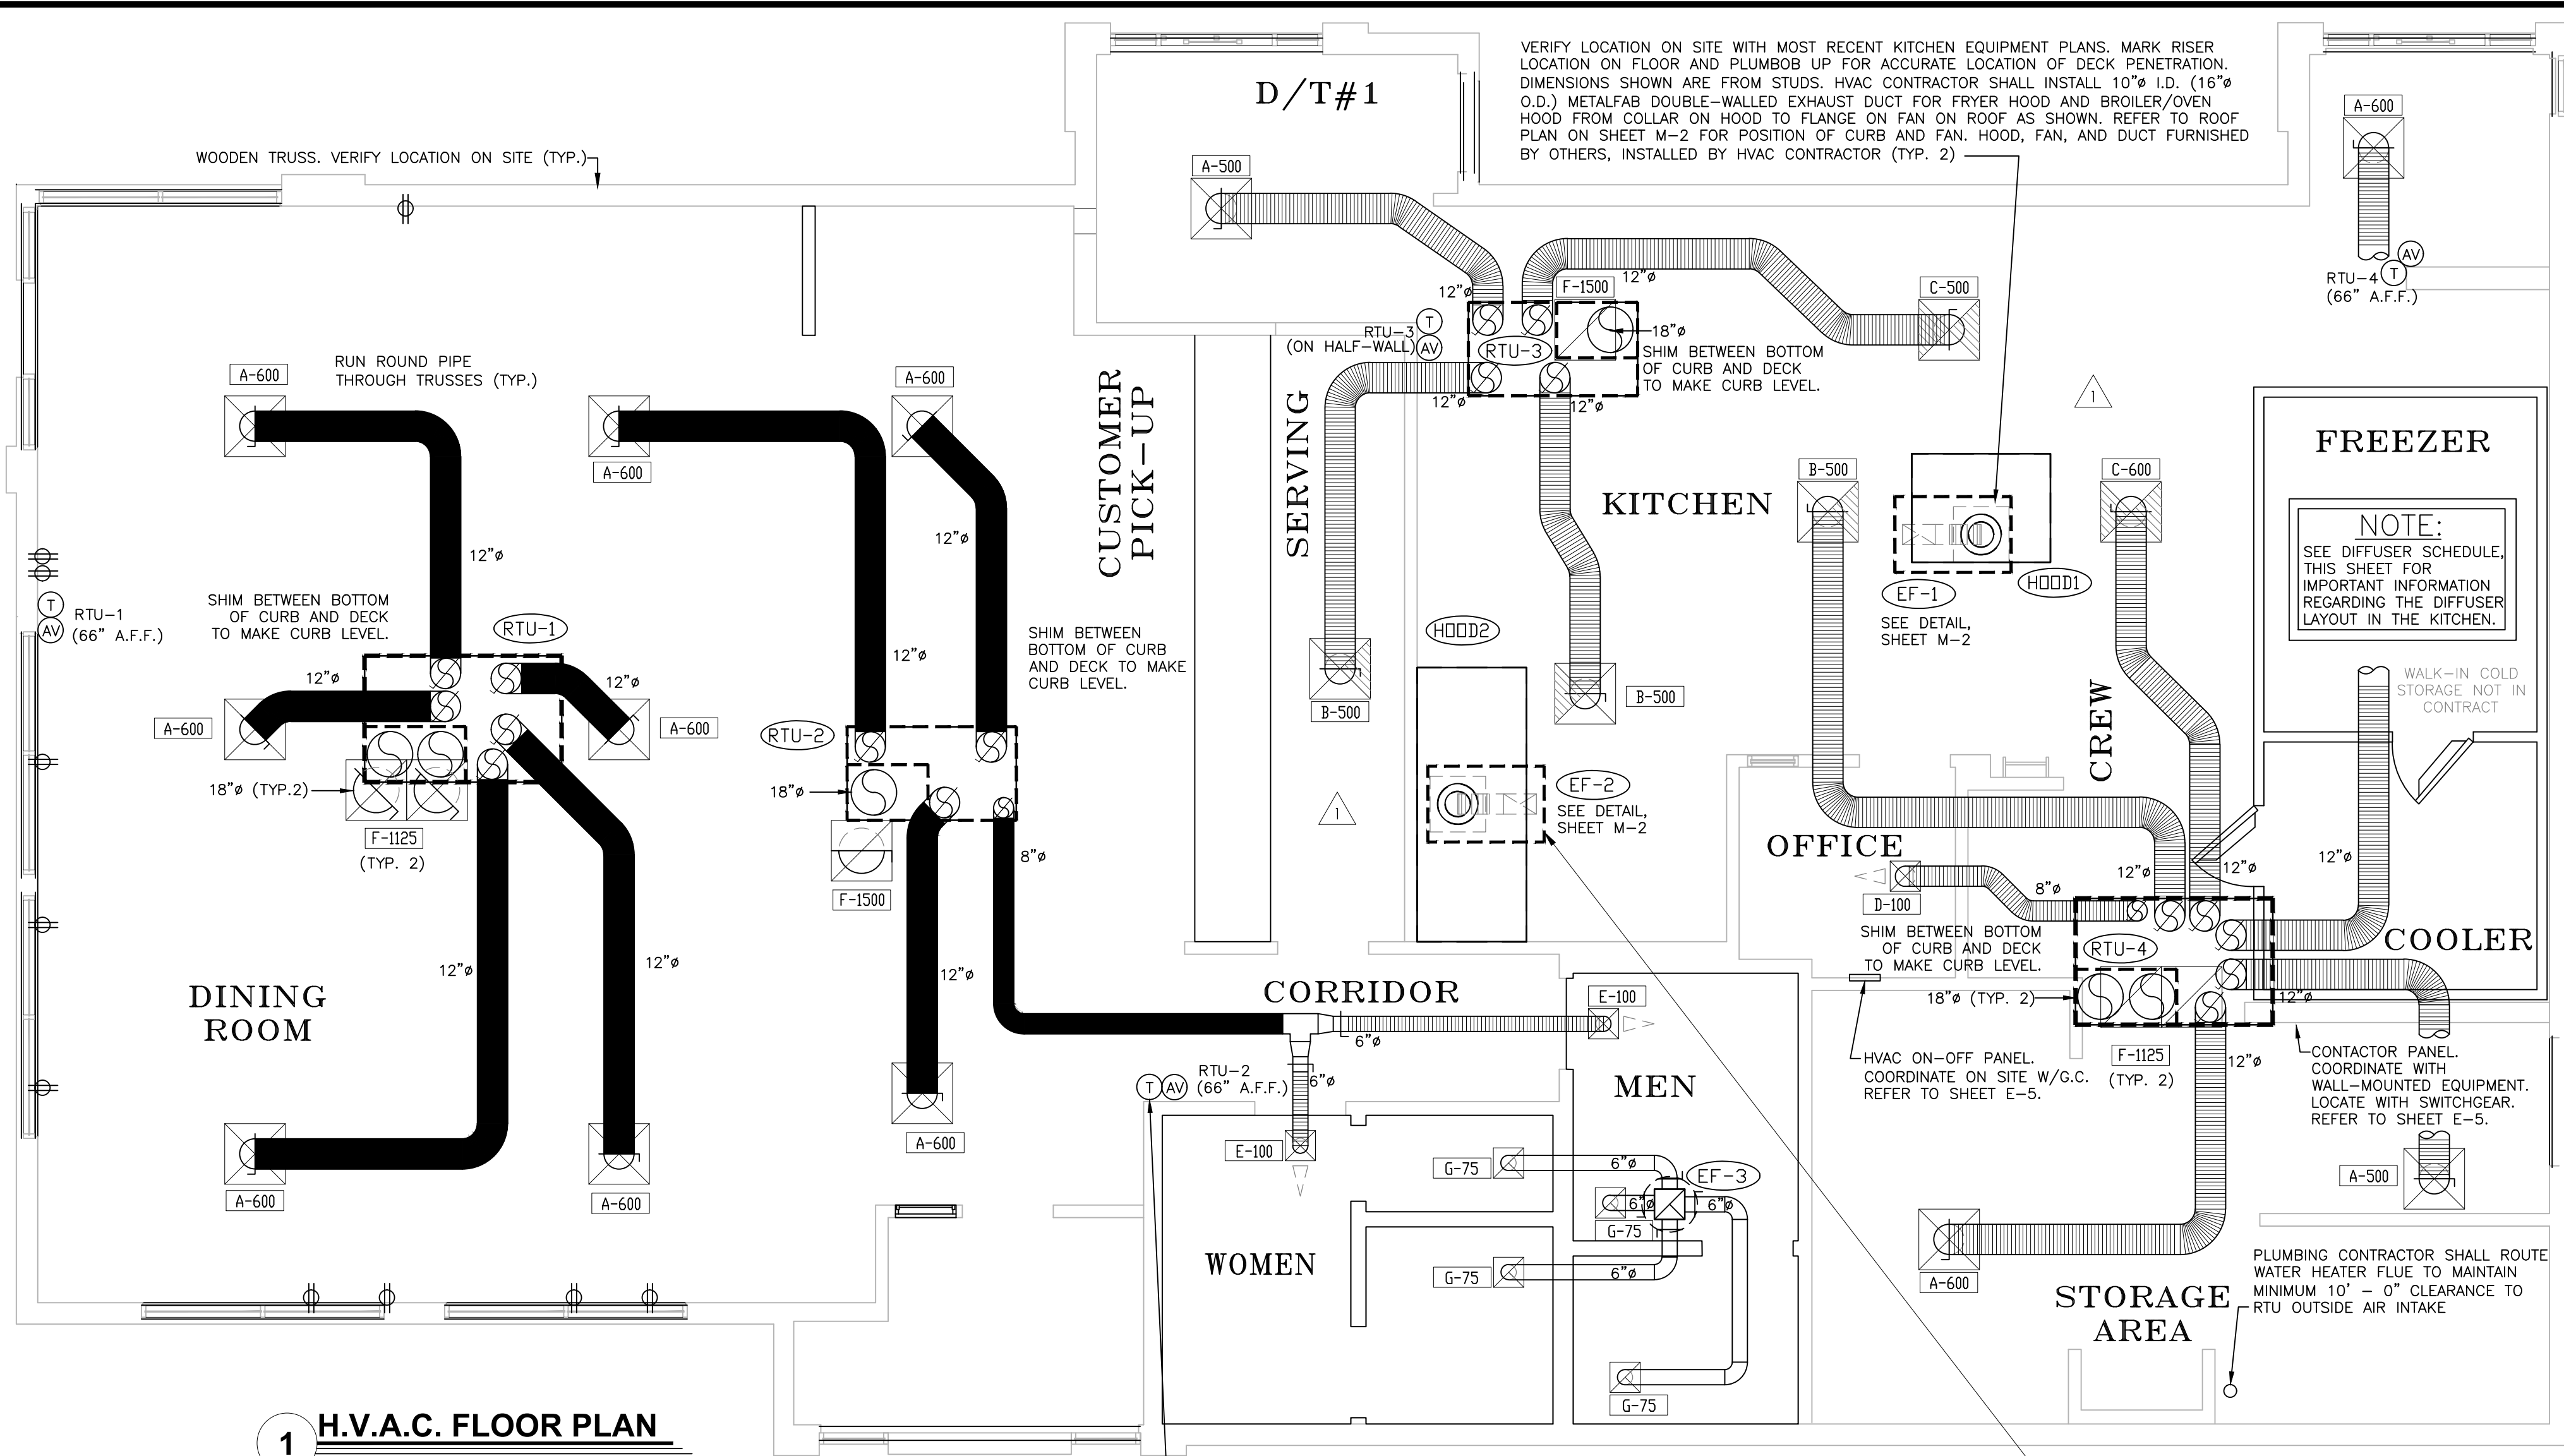 VERIFY LOCATION ON SITE WITH MOST RECENT KITCHEN EQUIPMENT PLANS. MARK RISER
LOCATION ON FLOOR AND PLUMBOB UP FOR ACCURATE LOCATION OF DECK PENETRATION.
DIMENSIONS SHOWN ARE FROM STUDS. HVAC CONTRACTOR SHALL INSTALL 10"ø I.D. (16"ø
O.D.) METALFAB DOUBLE-WALLED EXHAUST DUCT FOR FRYER HOOD AND BROILER/OVEN
HOOD FROM COLLAR ON HOOD TO FLANGE ON FAN ON ROOF AS SHOWN. REFER TO ROOF
PLAN ON SHEET M-2 FOR POSITION OF CURB AND FAN. HOOD, FAN, AND DUCT FURNISHED
BY OTHERS, INSTALLED BY HVAC CONTRACTOR (TYP. 2)
D/T#1
WOODEN TRUSS. VERIFY LOCATION ON SITE (TYP.)
A-500
A-600
AV
T
RTU-4
(66" A.F.F.)
12"ø
12"ø
F-1500
C-500
T
AV
RTU-3
(ON HALF-WALL)
RTU-3
18"ø
SHIM BETWEEN BOTTOM
OF CURB AND DECK
TO MAKE CURB LEVEL.
12"ø
12"ø
RUN ROUND PIPE
THROUGH TRUSSES (TYP.)
A-600
A-600
A-600
CUSTOMER
PICK-UP
SERVING
KITCHEN
1
B-500
C-600
FREEZER
NOTE:
SEE DIFFUSER SCHEDULE,
THIS SHEET FOR
IMPORTANT INFORMATION
REGARDING THE DIFFUSER
LAYOUT IN THE KITCHEN.
WALK-IN COLD
STORAGE NOT IN
CONTRACT
12"ø
12"ø
12"ø
T
AV
RTU-1
(66" A.F.F.)
SHIM BETWEEN BOTTOM
OF CURB AND DECK
TO MAKE CURB LEVEL.
RTU-1
12"ø
12"ø
A-600
A-600
18"ø (TYP.2)
F-1125
(TYP. 2)
SHIM BETWEEN
BOTTOM OF CURB
AND DECK TO MAKE
CURB LEVEL.
RTU-2
18"ø
F-1500
8"ø
HOOD2
EF-1
SEE DETAIL,
SHEET M-2
HOOD1
B-500
B-500
CREW
1
EF-2
SEE DETAIL,
SHEET M-2
OFFICE
12"ø
12"ø
12"ø
8"ø
D-100
SHIM BETWEEN BOTTOM
OF CURB AND DECK
TO MAKE CURB LEVEL.
RTU-4
COOLER
18"ø (TYP. 2)
12"ø
F-1125
(TYP. 2)
12"ø
12"ø
12"ø
12"ø
DINING
ROOM
CORRIDOR
E-100
6"ø
MEN
HVAC ON-OFF PANEL.
COORDINATE ON SITE W/G.C.
REFER TO SHEET E-5.
CONTACTOR PANEL.
COORDINATE WITH
WALL-MOUNTED EQUIPMENT.
LOCATE WITH SWITCHGEAR.
REFER TO SHEET E-5.
T
AV
RTU-2
(66" A.F.F.)
6"ø
A-600
E-100
A-600
A-600
G-75
6"ø
EF-3
6"ø
6"ø
G-75
G-75
6"ø
G-75
WOMEN
A-500
A-600
STORAGE
AREA
PLUMBING CONTRACTOR SHALL ROUTE
WATER HEATER FLUE TO MAINTAIN
MINIMUM 10' - 0" CLEARANCE TO
RTU OUTSIDE AIR INTAKE
1
H.V.A.C. FLOOR PLAN